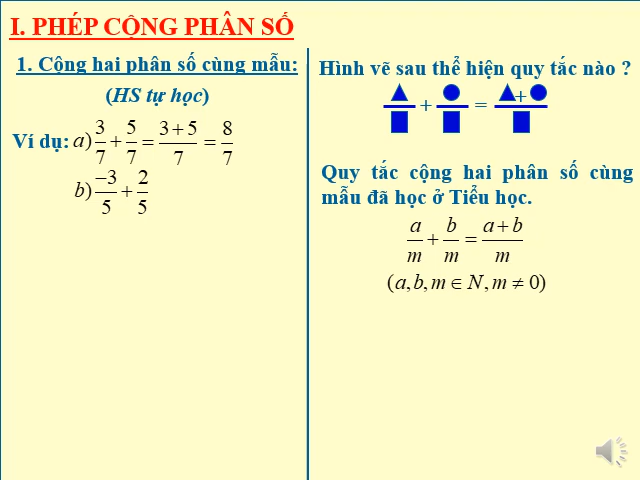 I. PHÉP CỘNG PHÂN SỐ
1. Cộng hai phân số cùng mẫu:
(HS tự học)
Ví dụ: a) 3/7 + 5/7 = (3+5)/7 = 8/7
b) −3/5 + 2/5
Hình vẽ sau thể hiện quy tắc nào ?
▲/■ + ●/■ = (▲+●)/■
Quy tắc cộng hai phân số cùng
mẫu đã học ở Tiểu học.
a/m + b/m = (a+b)/m
(a, b, m ∈ N, m ≠ 0)